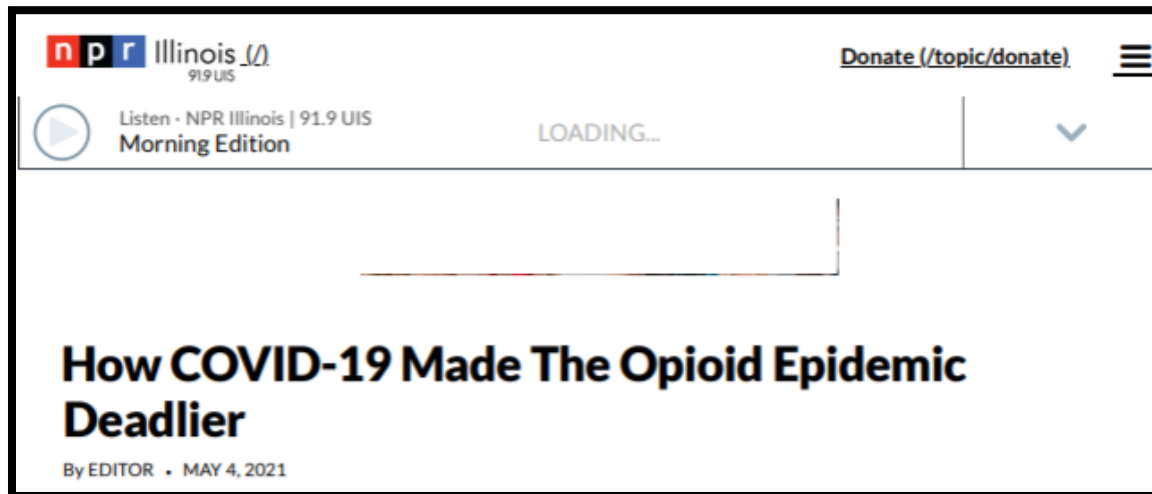 npr Illinois (/)
91.9 UIS
Donate (/topic/donate)
Listen · NPR Illinois | 91.9 UIS
Morning Edition
LOADING...
How COVID-19 Made The Opioid Epidemic
Deadlier
By EDITOR • MAY 4, 2021